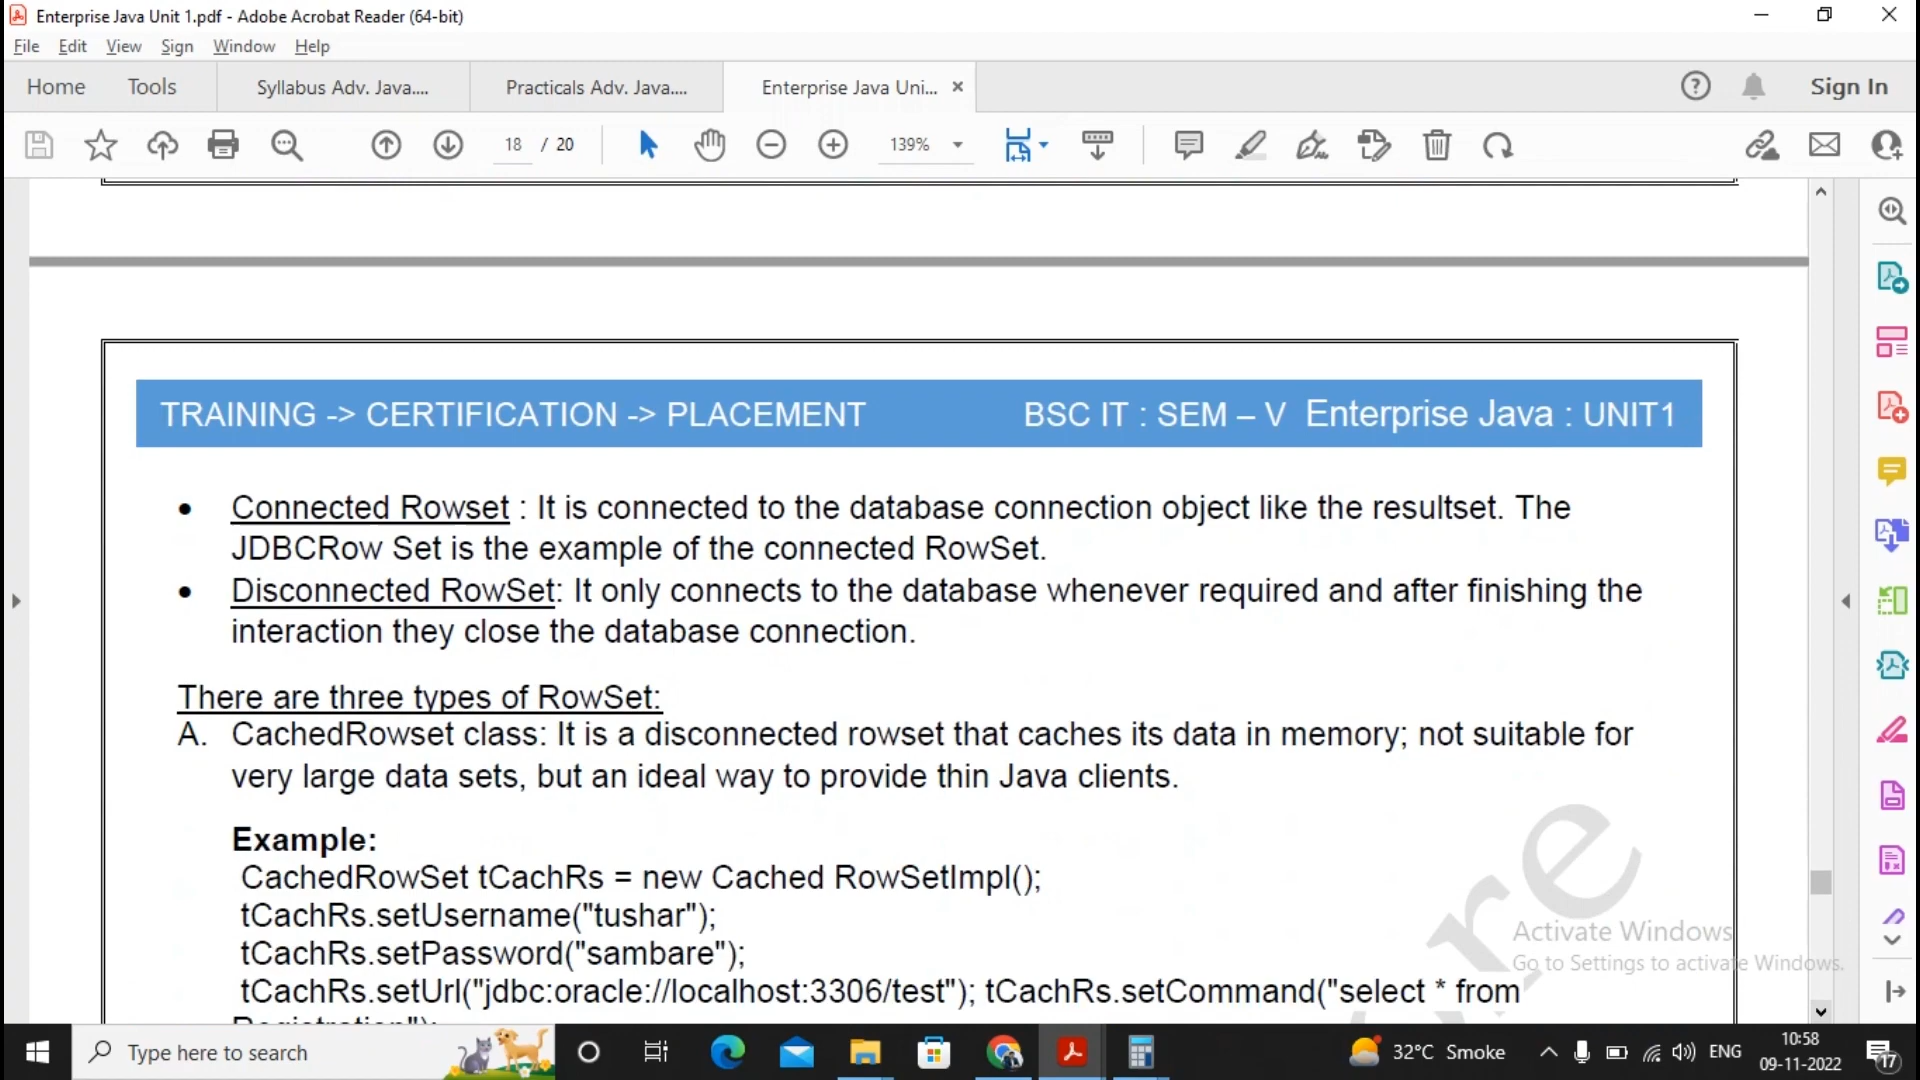 Enterprise Java Unit 1.pdf - Adobe Acrobat Reader (64-bit)
File Edit View Sign Window Help
Home Tools Syllabus Adv. Java.... Practicals Adv. Java.... Enterprise Java Uni... Sign In
18 / 20 139%
TRAINING -> CERTIFICATION -> PLACEMENT BSC IT : SEM – V Enterprise Java : UNIT1
• Connected Rowset : It is connected to the database connection object like the resultset. The
JDBCRow Set is the example of the connected RowSet.
• Disconnected RowSet: It only connects to the database whenever required and after finishing the
interaction they close the database connection.
There are three types of RowSet:
A. CachedRowset class: It is a disconnected rowset that caches its data in memory; not suitable for
very large data sets, but an ideal way to provide thin Java clients.
Example:
CachedRowSet tCachRs = new Cached RowSetImpl();
tCachRs.setUsername("tushar");
tCachRs.setPassword("sambare");
tCachRs.setUrl("jdbc:oracle://localhost:3306/test"); tCachRs.setCommand("select * from
re
Activate Windows
Go to Settings to activate Windows.
Type here to search
32°C Smoke
ENG
10:58
09-11-2022
17